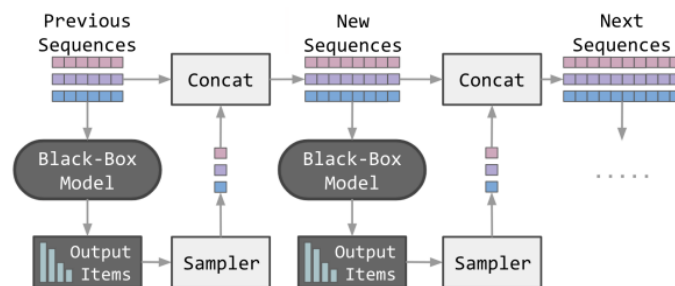 Previous
Sequences
New
Sequences
Next
Sequences
Concat
Concat
Black-Box
Model
Black-Box
Model
.....
Output
Items
Sampler
Output
Items
Sampler